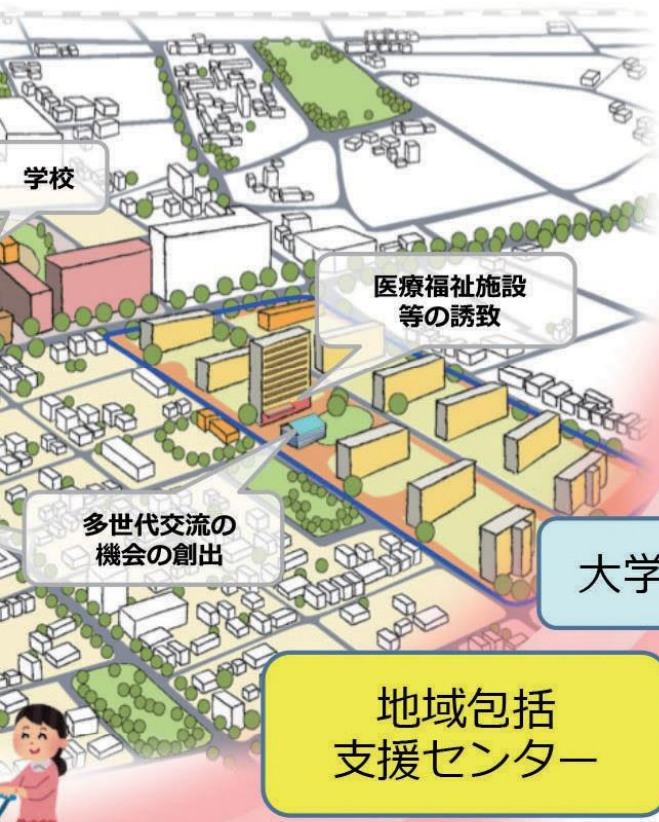 学校
医療福祉施設
等の誘致
多世代交流の
機会の創出
大学
地域包括
支援センター